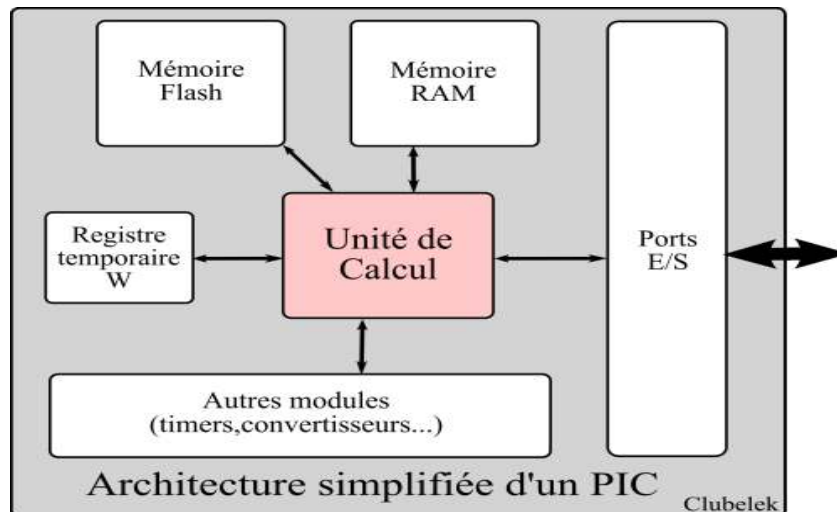 Mémoire
Flash
Mémoire
RAM
Registre
temporaire
W
Unité de
Calcul
Ports
E/S
Autres modules
(timers,convertisseurs...)
Architecture simplifiée d'un PIC
Clubelek